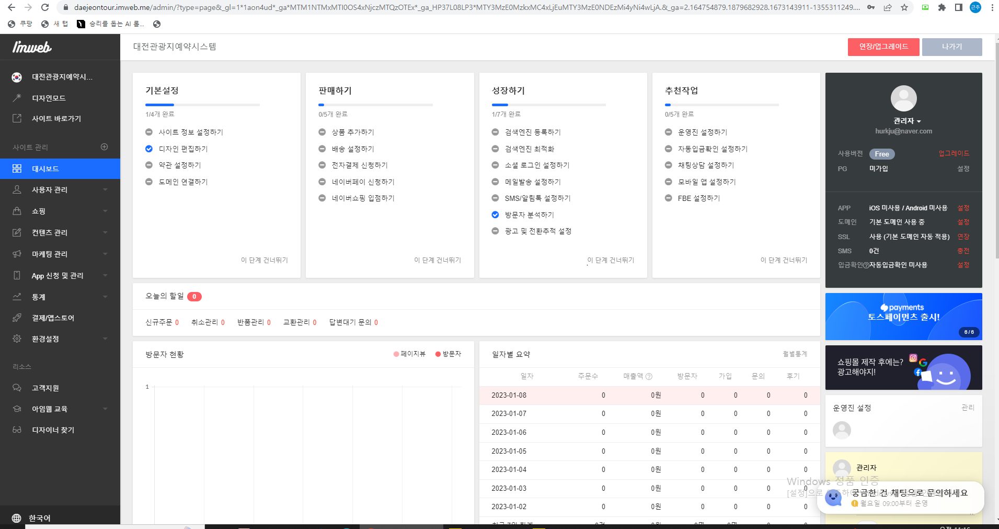 daejeontour.imweb.me/admin/?type=page&_gl=1*1aon4ud*_ga*MTM1NTMxMTI0OS4xNjczMTQzOTEx*_ga_HP37L08LP3*MTY3MzE0MzkxMC4xLjEuMTY3MzE0NDEzMi4yNi4wLjA.&_ga=2.164754879.1879682928.1673143911-1355311249....
근주
쿠팡 새 탭 승리를 돕는 AI 롤...
I'mweb
대전관광지예약시스템
연장/업그레이드
나가기
대전관광지예약시...
디자인모드
사이트 바로가기
사이트 관리
대시보드
사용자 관리
쇼핑
컨텐츠 관리
마케팅 관리
App 신청 및 관리
통계
결제/앱스토어
환경설정
리소스
고객지원
아임웹 교육
디자이너 찾기
한국어
기본설정
1/4개 완료
사이트 정보 설정하기
디자인 편집하기
약관 설정하기
도메인 연결하기
이 단계 건너뛰기
판매하기
0/5개 완료
상품 추가하기
배송 설정하기
전자결제 신청하기
네이버페이 신청하기
네이버쇼핑 입점하기
이 단계 건너뛰기
성장하기
1/7개 완료
검색엔진 등록하기
검색엔진 최적화
소셜 로그인 설정하기
메일발송 설정하기
SMS/알림톡 설정하기
방문자 분석하기
광고 및 전환추적 설정
이 단계 건너뛰기
추천작업
0/5개 완료
운영진 설정하기
자동입금확인 설정하기
채팅상담 설정하기
모바일 앱 설정하기
FBE 설정하기
이 단계 건너뛰기
관리자
hurkju@naver.com
사용버전 Free 업그레이드
PG 미가입 설정
APP iOS 미사용 / Android 미사용 설정
도메인 기본 도메인 사용 중 설정
SSL 사용 (기본 도메인 자동 적용) 연장
SMS 0건 충전
입금확인 자동입금확인 미사용 설정
오늘의 할일 0
신규주문 0 취소관리 0 반품관리 0 교환관리 0 답변대기 문의 0
payments
토스페이먼츠 출시!
6 / 6
쇼핑몰 제작 후에는?
광고해야지!
방문자 현황
페이지뷰 방문자
1
일자별 요약 월별통계
일자 주문수 매출액 방문자 가입 문의 후기
2023-01-08 0 0원 0 0 0 0
2023-01-07 0 0원 0 0 0 0
2023-01-06 0 0원 0 0 0 0
2023-01-05 0 0원 0 0 0 0
2023-01-04 0 0원 0 0 0 0
2023-01-03 0 0원 0 0 0 0
2023-01-02 0 0원 0 0 0 0
운영진 설정 관리
관리자
Windows 정품 인증
[설정]으로
궁금한 건 채팅으로 문의하세요
월요일 09:00부터 운영